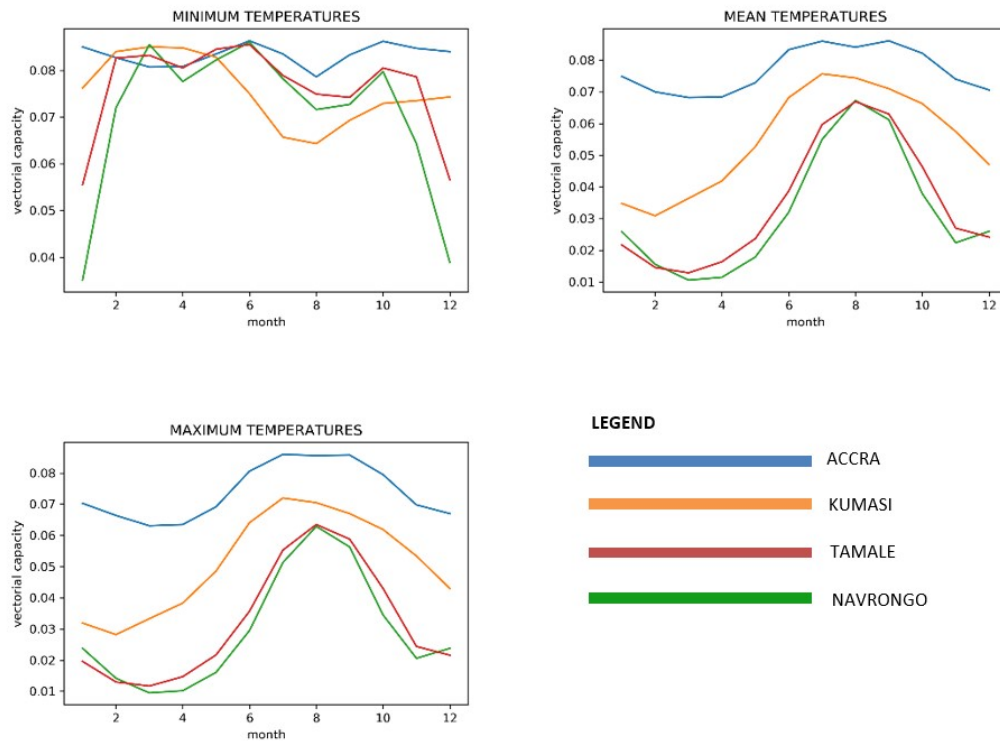 MINIMUM TEMPERATURES
vectorial capacity
0.08
0.07
0.06
0.05
0.04
2 4 6 8 10 12
month
MEAN TEMPERATURES
vectorial capacity
0.08
0.07
0.06
0.05
0.04
0.03
0.02
0.01
2 4 6 8 10 12
month
MAXIMUM TEMPERATURES
vectorial capacity
0.08
0.07
0.06
0.05
0.04
0.03
0.02
0.01
2 4 6 8 10 12
month
LEGEND
ACCRA
KUMASI
TAMALE
NAVRONGO